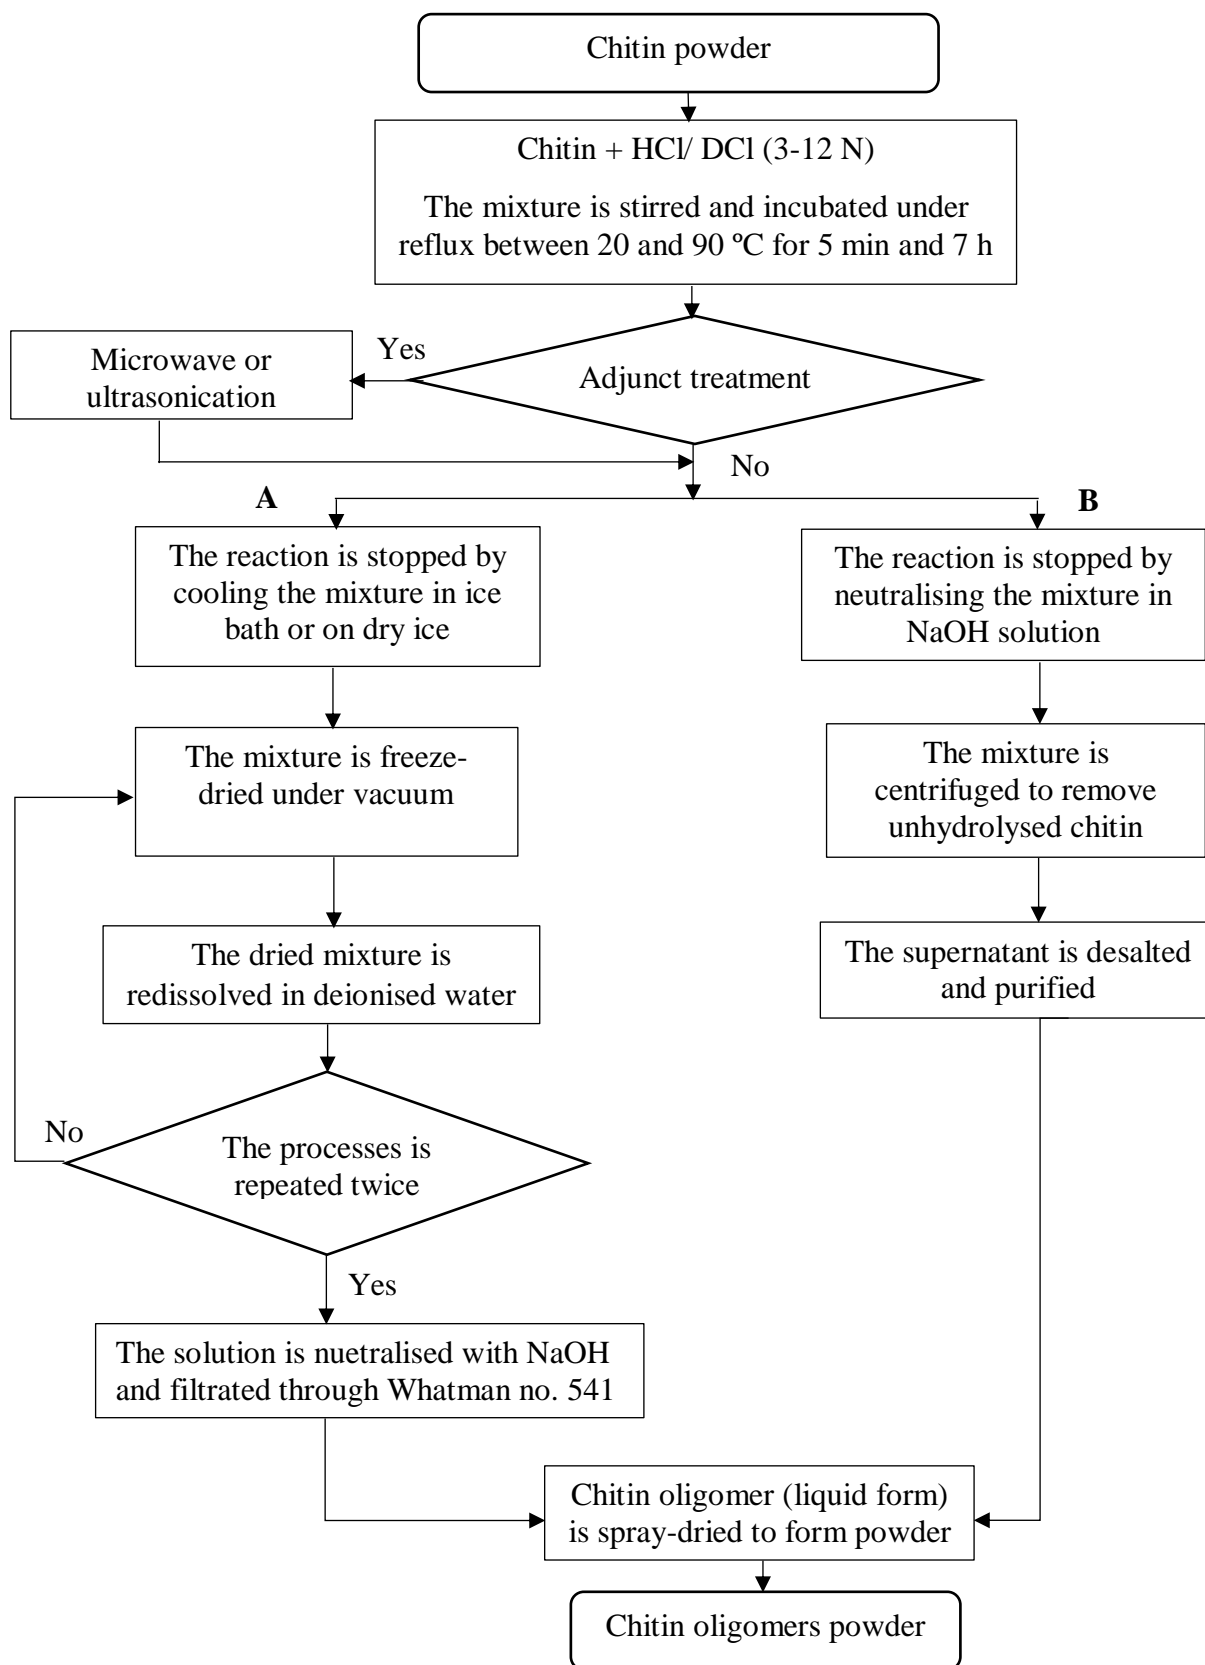 Chitin powder
Chitin + HCl/ DCl (3-12 N)
The mixture is stirred and incubated under
reflux between 20 and 90 ºC for 5 min and 7 h
Yes
Microwave or
ultrasonication
Adjunct treatment
No
A
B
The reaction is stopped by
cooling the mixture in ice
bath or on dry ice
The reaction is stopped by
neutralising the mixture in
NaOH solution
The mixture is freeze-
dried under vacuum
The mixture is
centrifuged to remove
unhydrolysed chitin
The dried mixture is
redissolved in deionised water
The supernatant is desalted
and purified
No
The processes is
repeated twice
Yes
The solution is nuetralised with NaOH
and filtrated through Whatman no. 541
Chitin oligomer (liquid form)
is spray-dried to form powder
Chitin oligomers powder